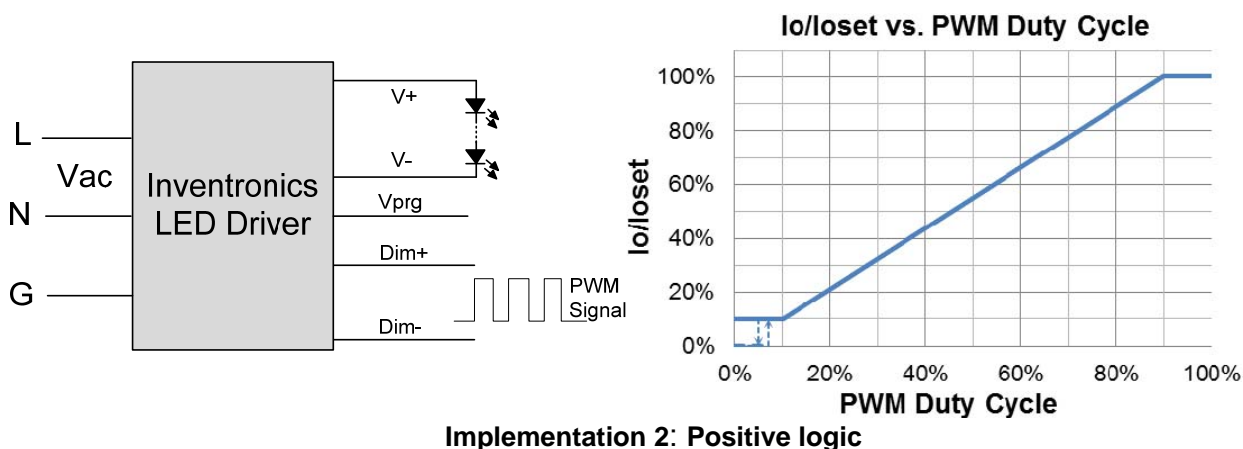 L
Vac
N
G
Inventronics
LED Driver
V+
V-
Vprg
Dim+
Dim-
PWM
Signal
Io/Ioset vs. PWM Duty Cycle
Io/Ioset
100%
80%
60%
40%
20%
0%
0% 20% 40% 60% 80% 100%
PWM Duty Cycle
Implementation 2: Positive logic